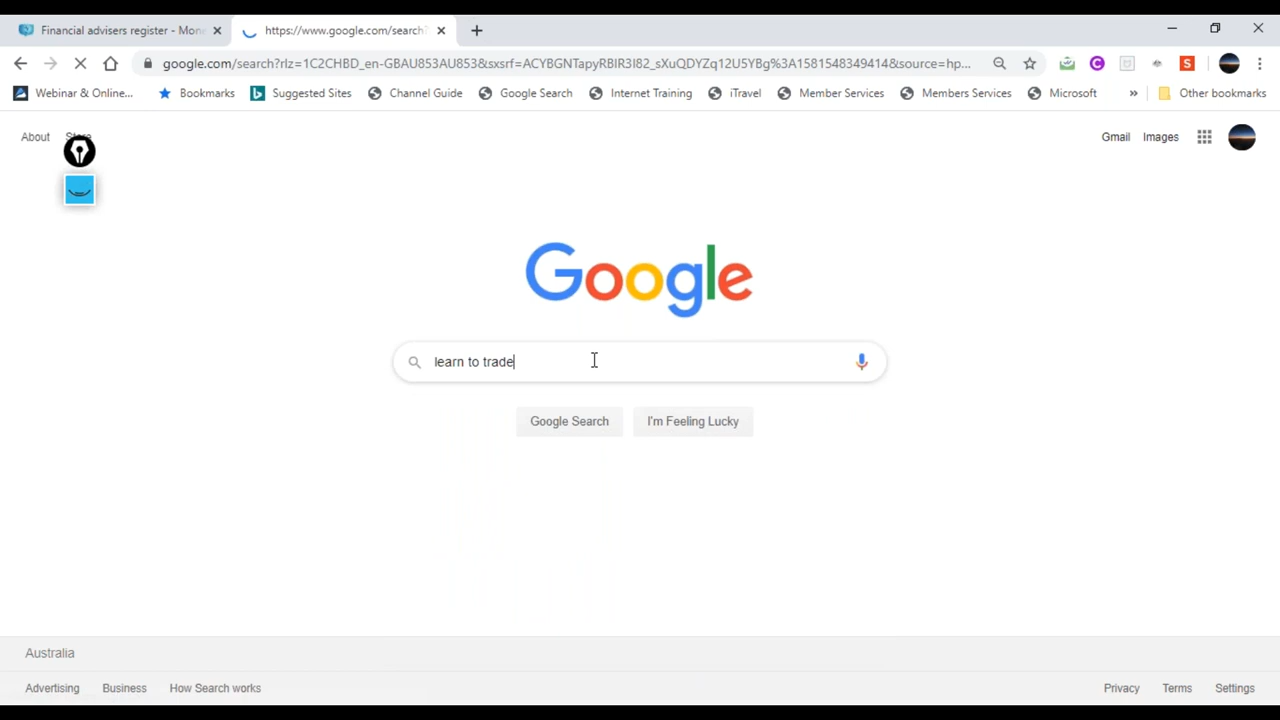 Financial advisers register - Mone
https://www.google.com/search?
google.com/search?rlz=1C2CHBD_en-GBAU853AU853&sxsrf=ACYBGNTapyRBIR3I82_sXuQDYZq12U5YBg%3A1581548349414&source=hp...
Webinar & Online... Bookmarks Suggested Sites Channel Guide Google Search Internet Training iTravel Member Services Members Services Microsoft » Other bookmarks
About Store Gmail Images
Google
learn to trade
Google Search I'm Feeling Lucky
Australia
Advertising Business How Search works Privacy Terms Settings